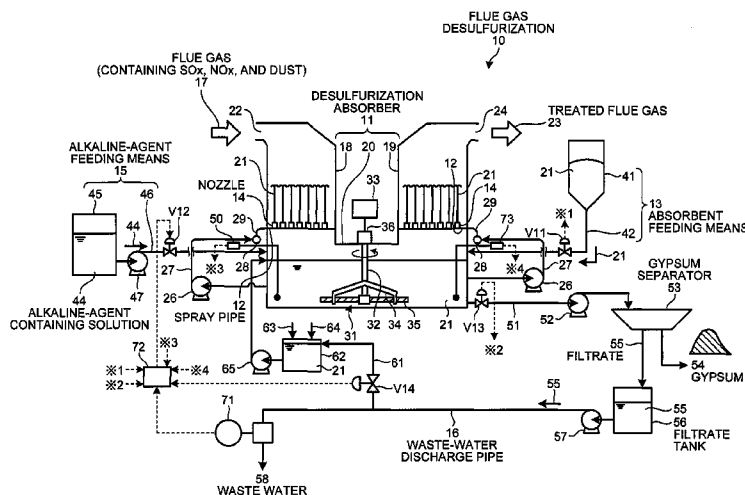 FLUE GAS
DESULFURIZATION
10
FLUE GAS
(CONTAINING SOx, NOx, AND DUST)
17
DESULFURIZATION
ABSORBER
11
TREATED FLUE GAS
23
22
18
20
19
24
ALKALINE-AGENT
FEEDING MEANS
15
45
46
44
V12
NOZZLE
14
21
50
29
33
36
12
21
14
29
73
V11
※1
21
41
13
42
ABSORBENT
FEEDING MEANS
21
47
27
※3
28
28
※4
27
26
26
44
ALKALINE-AGENT
CONTAINING SOLUTION
12
SPRAY PIPE
31
32
34
35
21
V13
51
52
※2
GYPSUM
SEPARATOR
53
55
FILTRATE
54
GYPSUM
63
64
65
62
21
61
V14
72
※3
※1
※2
※4
71
58
WASTE WATER
16
WASTE-WATER
DISCHARGE PIPE
55
57
55
56
FILTRATE
TANK